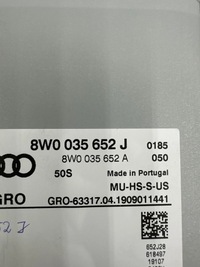 8W0 035 652 J 0185
8W0 035 652 A 050
50S Made in Portugal
MU-HS-S-US
GRO GRO-63317.04.1909011441
652J28
618497
19107